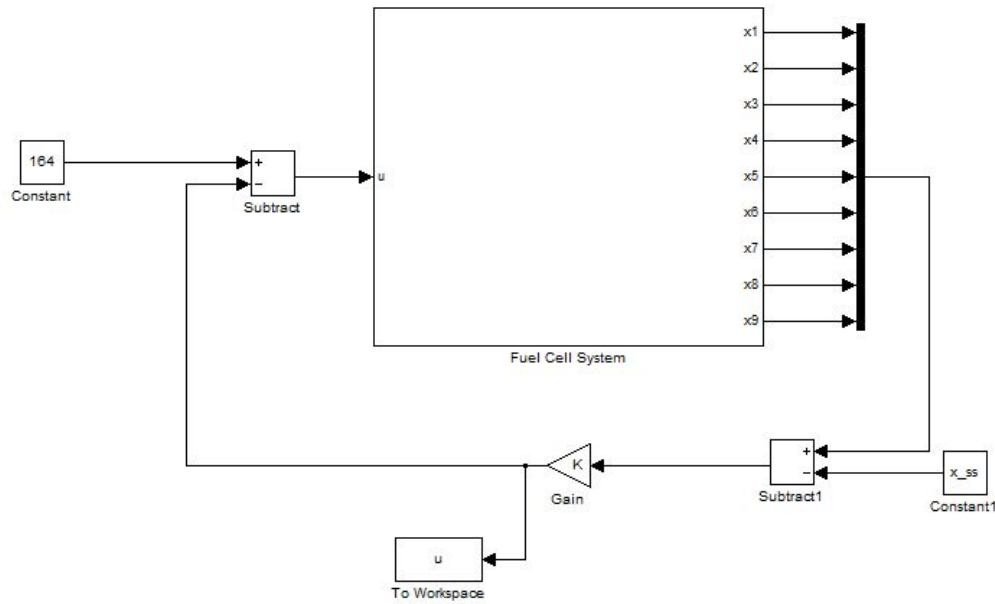 x1
x2
x3
x4
x5
x6
x7
x8
x9
164
Constant
+
−
Subtract
u
Fuel Cell System
K
Gain
+
−
Subtract1
x_ss
Constant1
u
To Workspace